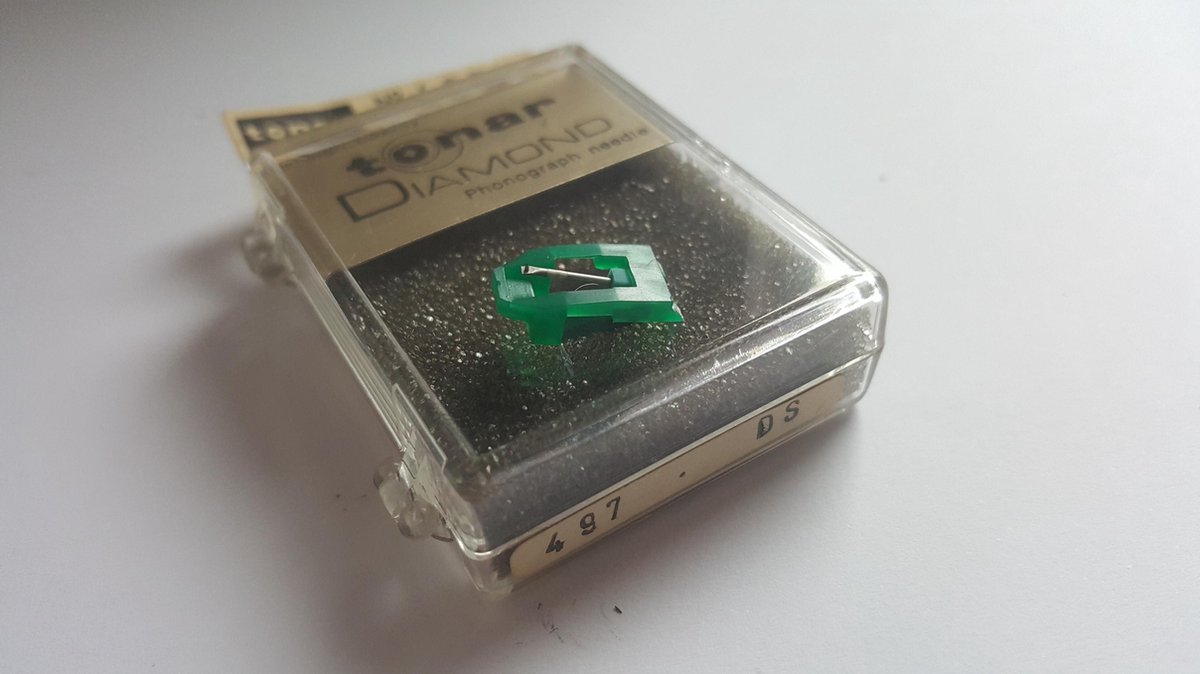 tonar
DIAMOND
Phonograph needle
497 . DS